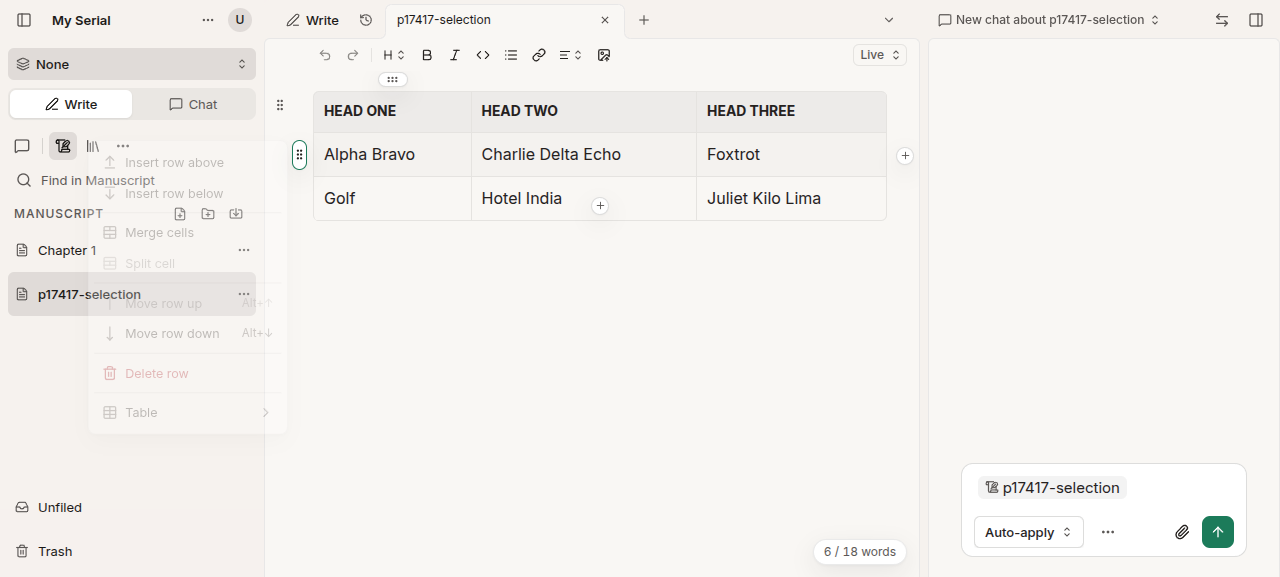 My Serial
U
Write
p17417-selection
New chat about p17417-selection
None
H
Live
Write
Chat
HEAD ONE
HEAD TWO
HEAD THREE
Alpha Bravo
Charlie Delta Echo
Foxtrot
Golf
Hotel India
Juliet Kilo Lima
Insert row above
Find in Manuscript
Insert row below
MANUSCRIPT
Merge cells
Chapter 1
Split cell
p17417-selection
Move row up
Alt+↑
Move row down
Alt+↓
Delete row
Table
p17417-selection
Unfiled
Auto-apply
Trash
6 / 18 words